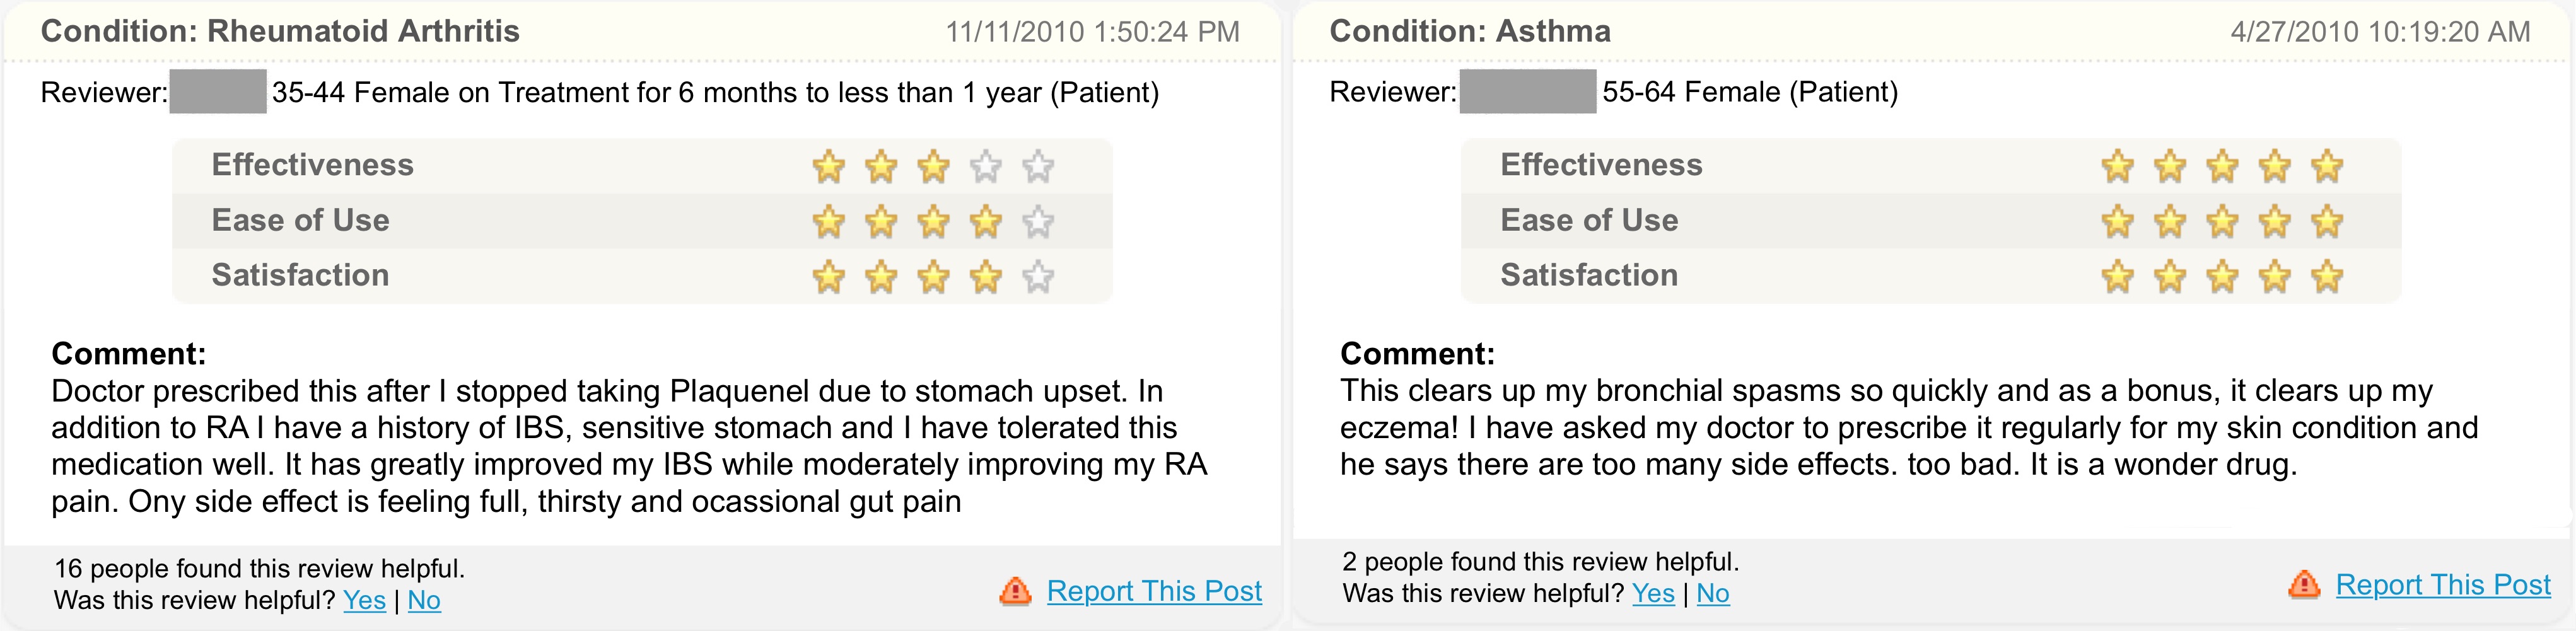 Condition: Rheumatoid Arthritis
11/11/2010 1:50:24 PM
Reviewer: 35-44 Female on Treatment for 6 months to less than 1 year (Patient)
Effectiveness
Ease of Use
Satisfaction
Comment:
Doctor prescribed this after I stopped taking Plaquenel due to stomach upset. In
addition to RA I have a history of IBS, sensitive stomach and I have tolerated this
medication well. It has greatly improved my IBS while moderately improving my RA
pain. Ony side effect is feeling full, thirsty and ocassional gut pain
16 people found this review helpful.
Was this review helpful? Yes | No
Report This Post
Condition: Asthma
4/27/2010 10:19:20 AM
Reviewer: 55-64 Female (Patient)
Effectiveness
Ease of Use
Satisfaction
Comment:
This clears up my bronchial spasms so quickly and as a bonus, it clears up my
eczema! I have asked my doctor to prescribe it regularly for my skin condition and
he says there are too many side effects. too bad. It is a wonder drug.
2 people found this review helpful.
Was this review helpful? Yes | No
Report This Post